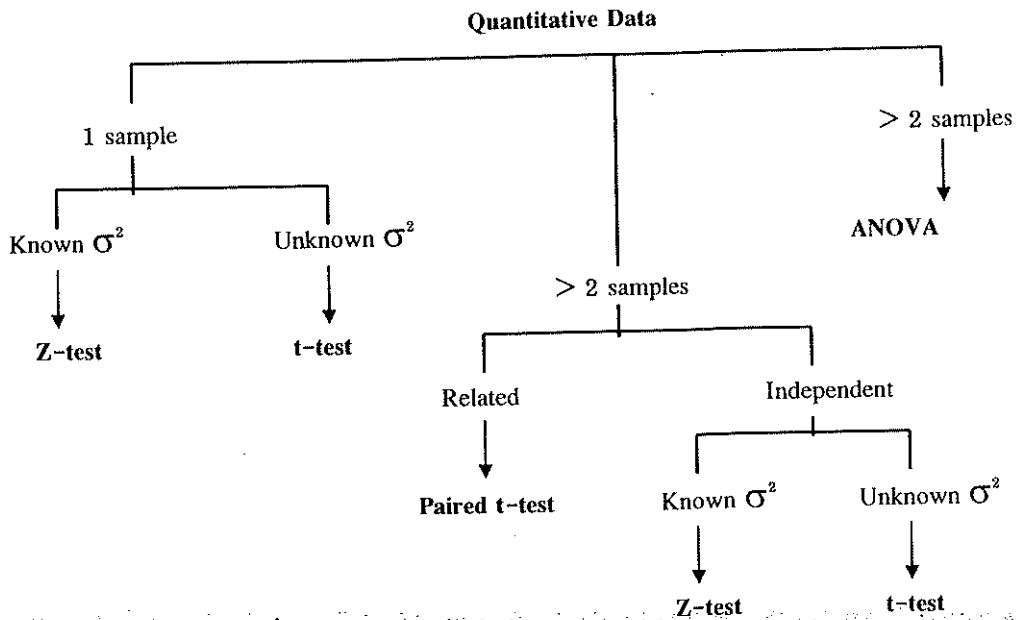 Quantitative Data
1 sample
> 2 samples
Known σ²
Unknown σ²
ANOVA
> 2 samples
Z-test
t-test
Related
Independent
Paired t-test
Known σ²
Unknown σ²
Z-test
t-test